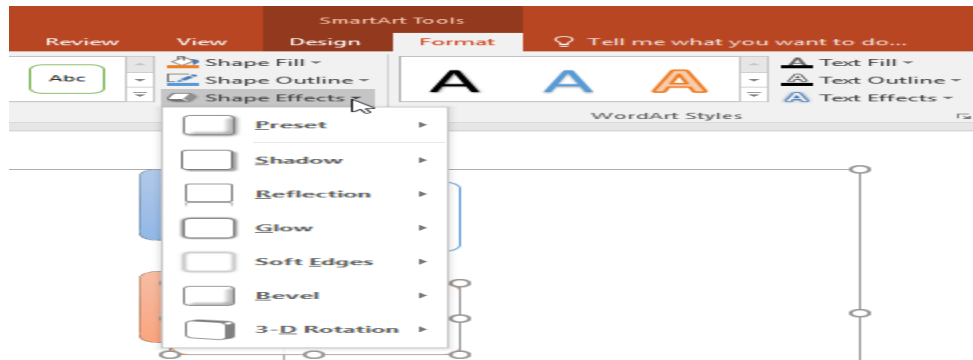 SmartArt Tools
Review View Design Format Tell me what you want to do...
Abc Shape Fill A A A Text Fill
Shape Outline Text Outline
Shape Effects Text Effects
WordArt Styles
Preset
Shadow
Reflection
Glow
Soft Edges
Bevel
3-D Rotation